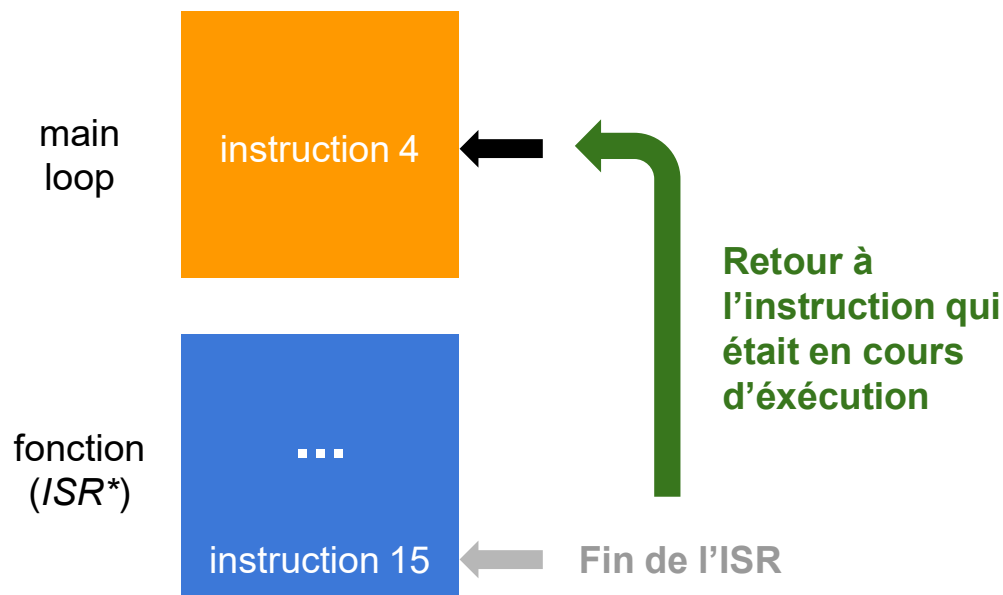 main
loop
instruction 4
Retour à
l’instruction qui
était en cours
d’éxécution
fonction
(ISR*)
...
instruction 15
Fin de l’ISR